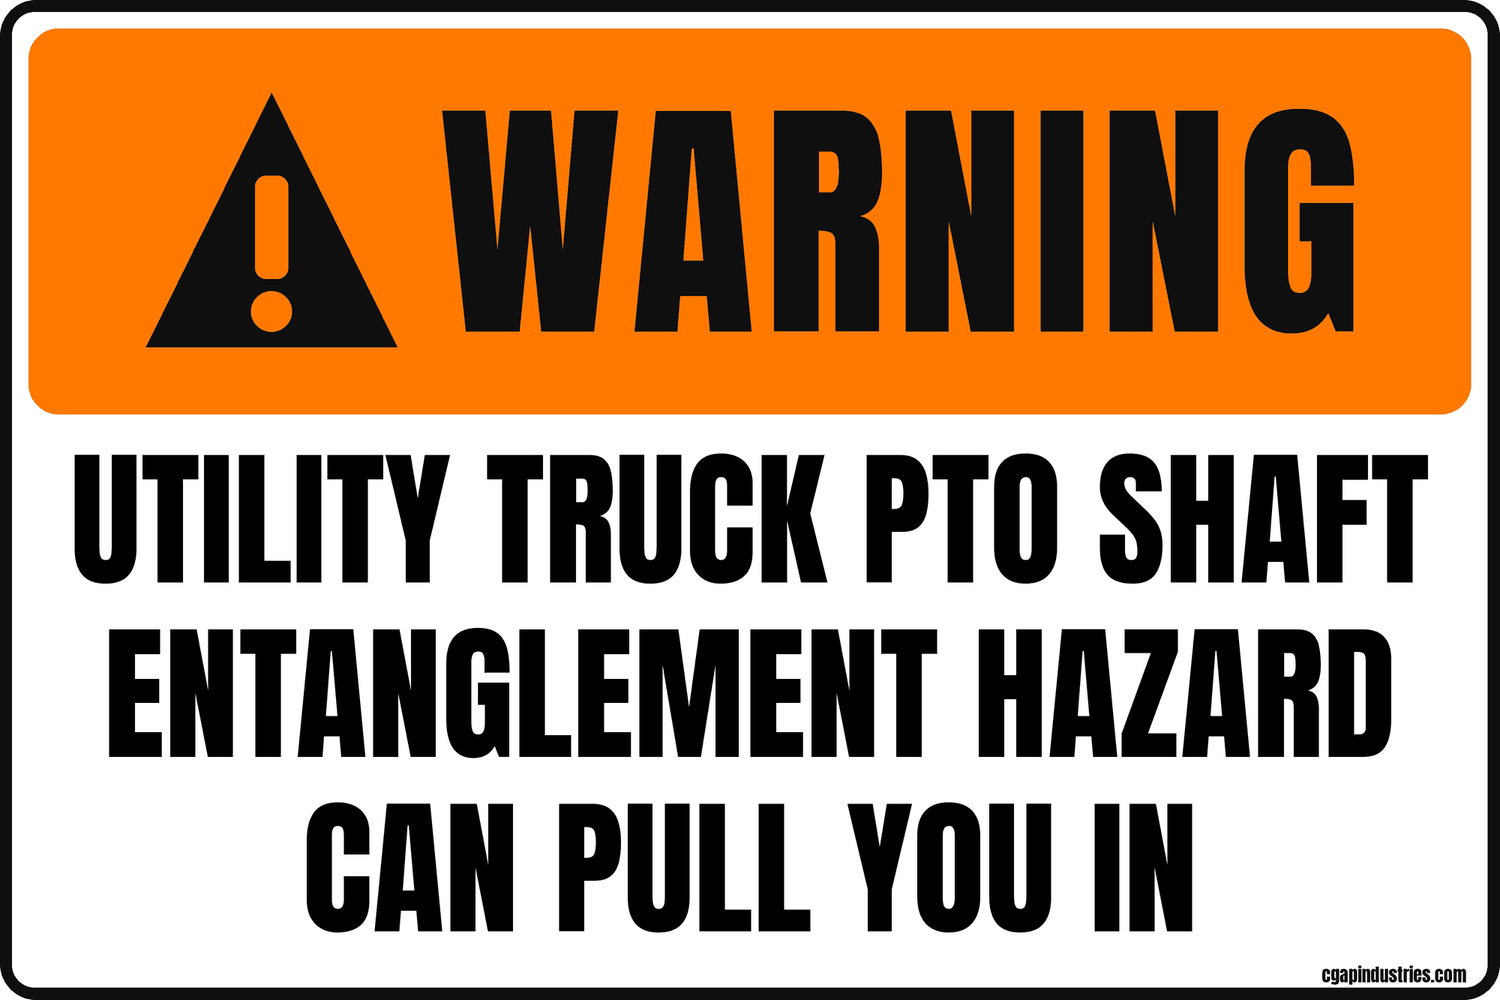 WARNING
UTILITY TRUCK PTO SHAFT
ENTANGLEMENT HAZARD
CAN PULL YOU IN
cgapindustries.com